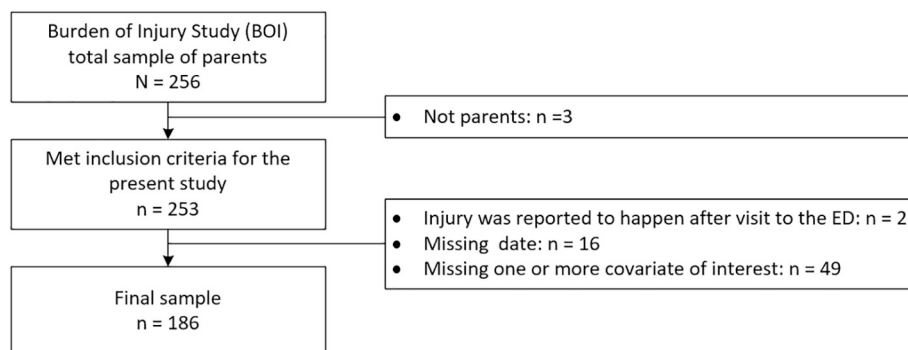 Burden of Injury Study (BOI)
total sample of parents
N = 256
• Not parents: n =3
Met inclusion criteria for the
present study
n = 253
• Injury was reported to happen after visit to the ED: n = 2
• Missing date: n = 16
• Missing one or more covariate of interest: n = 49
Final sample
n = 186